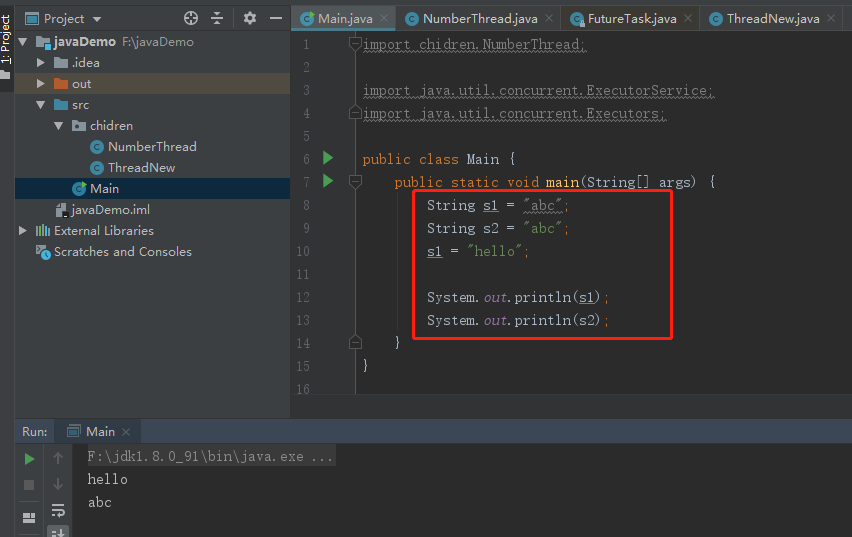 1: Project
Project
javaDemo F:\javaDemo
.idea
out
src
chidren
NumberThread
ThreadNew
Main
javaDemo.iml
External Libraries
Scratches and Consoles
Main.java × NumberThread.java × FutureTask.java × ThreadNew.java ×
1 import chidren.NumberThread;
2
3 import java.util.concurrent.ExecutorService;
4 import java.util.concurrent.Executors;
5
6 public class Main {
7 public static void main(String[] args) {
8 String s1 = "abc";
9 String s2 = "abc";
10 s1 = "hello";
11
12 System.out.println(s1);
13 System.out.println(s2);
14 }
15 }
16
Run: Main ×
F:\jdk1.8.0_91\bin\java.exe ...
hello
abc